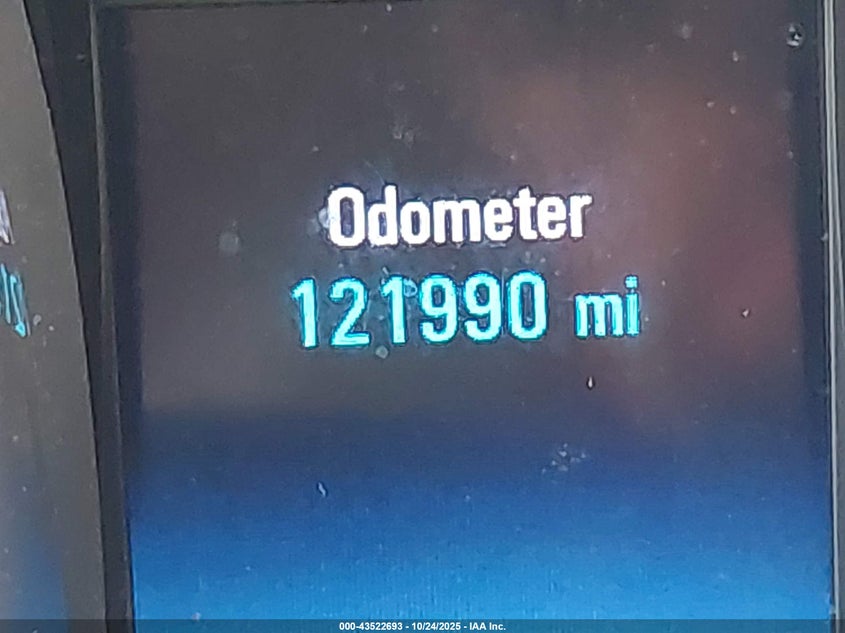 Odometer
121990 mi
000-43522693 - 10/24/2025 - IAA Inc.